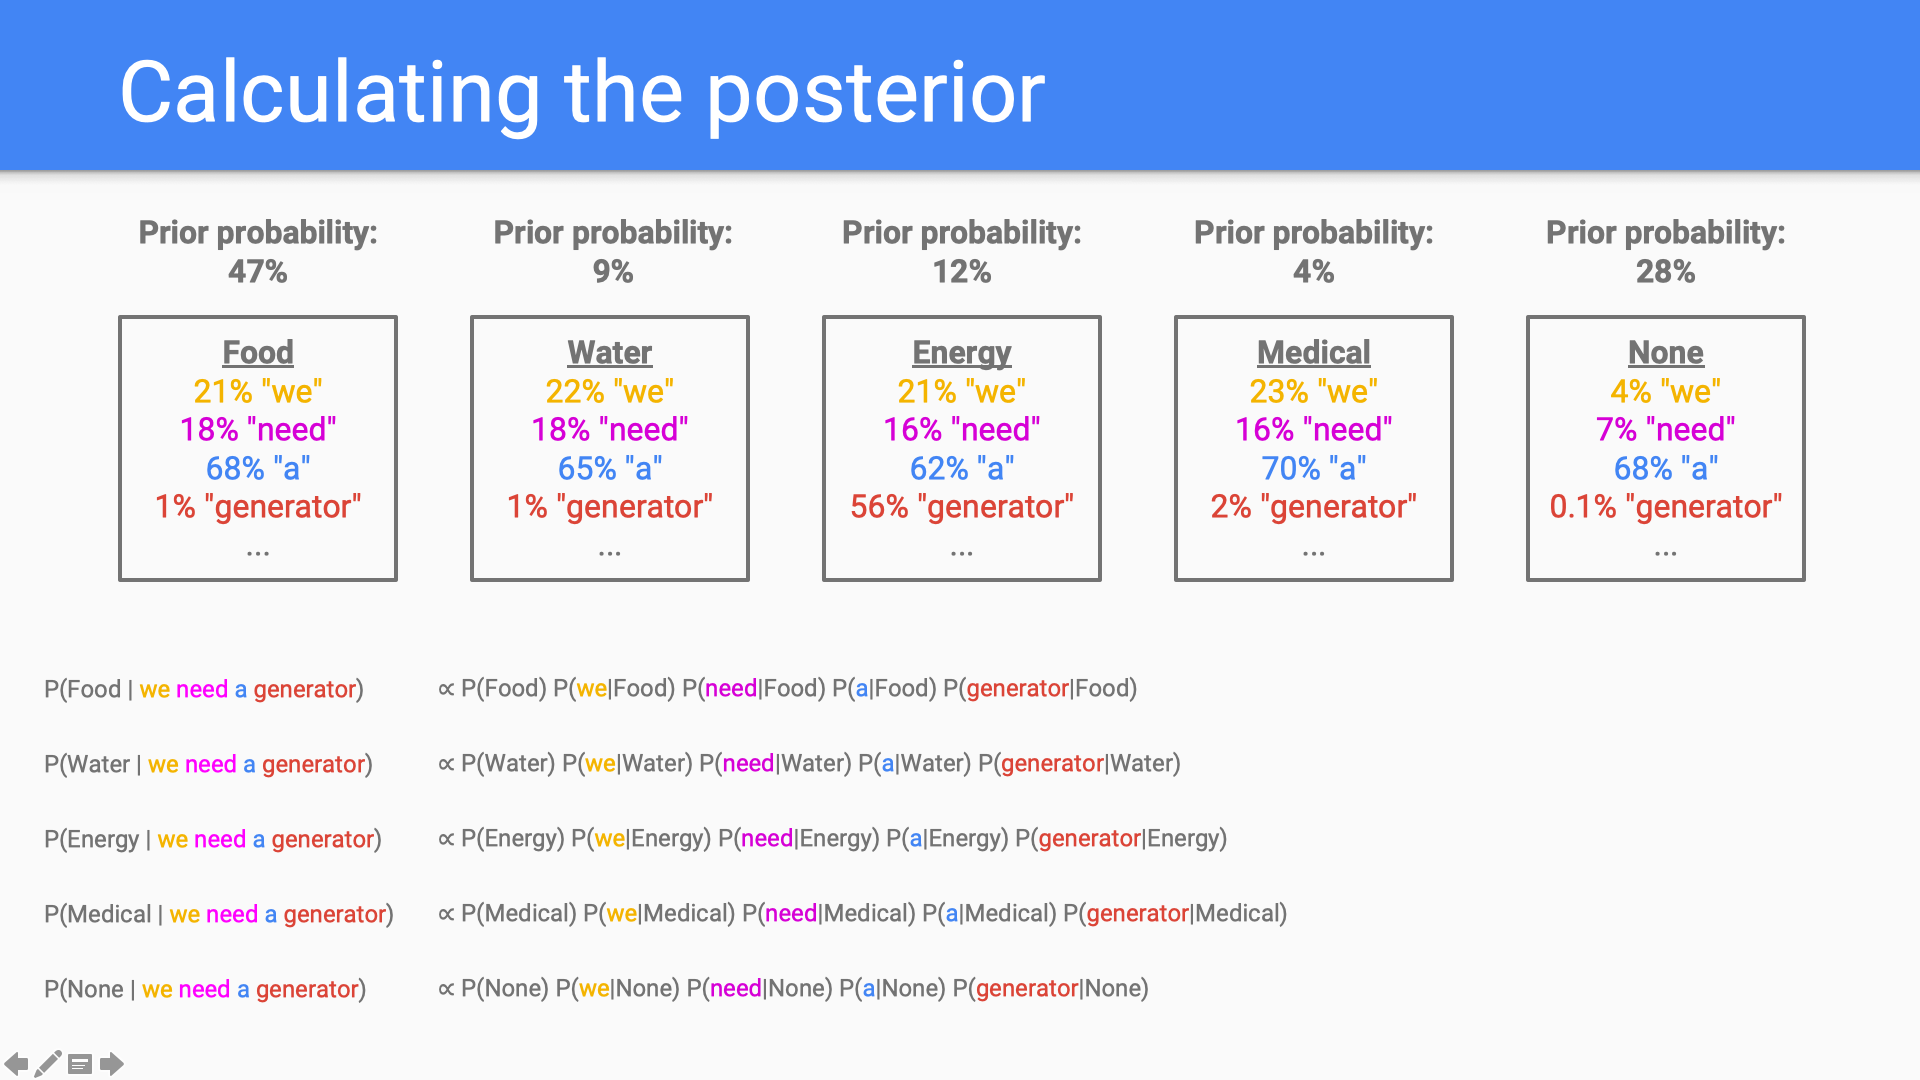 Calculating the posterior
Prior probability:
47%
Prior probability:
9%
Prior probability:
12%
Prior probability:
4%
Prior probability:
28%
Food
21% "we"
18% "need"
68% "a"
1% "generator"
...
Water
22% "we"
18% "need"
65% "a"
1% "generator"
...
Energy
21% "we"
16% "need"
62% "a"
56% "generator"
...
Medical
23% "we"
16% "need"
70% "a"
2% "generator"
...
None
4% "we"
7% "need"
68% "a"
0.1% "generator"
...
P(Food | we need a generator) ∝ P(Food) P(we|Food) P(need|Food) P(a|Food) P(generator|Food)
P(Water | we need a generator) ∝ P(Water) P(we|Water) P(need|Water) P(a|Water) P(generator|Water)
P(Energy | we need a generator) ∝ P(Energy) P(we|Energy) P(need|Energy) P(a|Energy) P(generator|Energy)
P(Medical | we need a generator) ∝ P(Medical) P(we|Medical) P(need|Medical) P(a|Medical) P(generator|Medical)
P(None | we need a generator) ∝ P(None) P(we|None) P(need|None) P(a|None) P(generator|None)